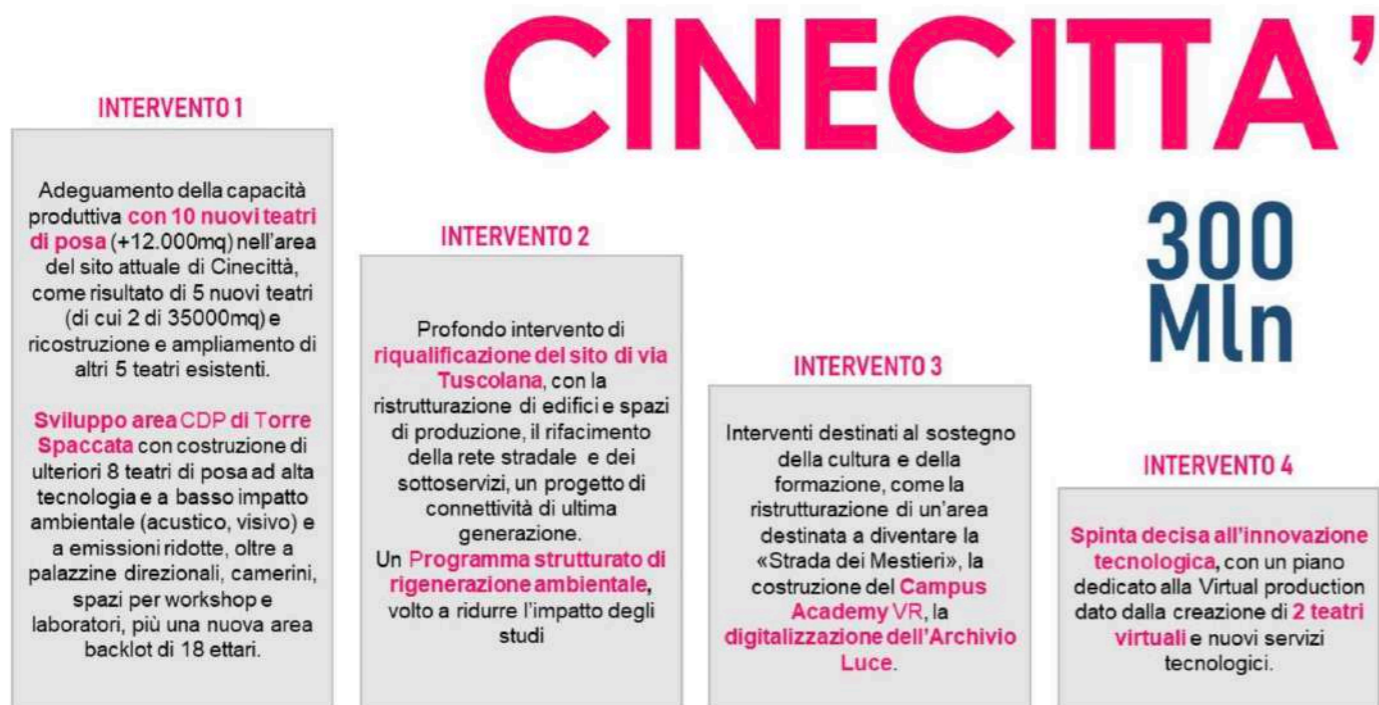 CINECITTA'
300
Mln
INTERVENTO 1
Adeguamento della capacità
produttiva con 10 nuovi teatri
di posa (+12.000mq) nell'area
del sito attuale di Cinecittà,
come risultato di 5 nuovi teatri
(di cui 2 di 35000mq) e
ricostruzione e ampliamento di
altri 5 teatri esistenti.
Sviluppo area CDP di Torre
Spaccata con costruzione di
ulteriori 8 teatri di posa ad alta
tecnologia e a basso impatto
ambientale (acustico, visivo) e
a emissioni ridotte, oltre a
palazzine direzionali, camerini,
spazi per workshop e
laboratori, più una nuova area
backlot di 18 ettari.
INTERVENTO 2
Profondo intervento di
riqualificazione del sito di via
Tuscolana, con la
ristrutturazione di edifici e spazi
di produzione, il rifacimento
della rete stradale e dei
sottoservizi, un progetto di
connettività di ultima
generazione.
Un Programma strutturato di
rigenerazione ambientale,
volto a ridurre l'impatto degli
studi
INTERVENTO 3
Interventi destinati al sostegno
della cultura e della
formazione, come la
ristrutturazione di un'area
destinata a diventare la
«Strada dei Mestieri», la
costruzione del Campus
Academy VR, la
digitalizzazione dell'Archivio
Luce.
INTERVENTO 4
Spinta decisa all'innovazione
tecnologica, con un piano
dedicato alla Virtual production
dato dalla creazione di 2 teatri
virtuali e nuovi servizi
tecnologici.